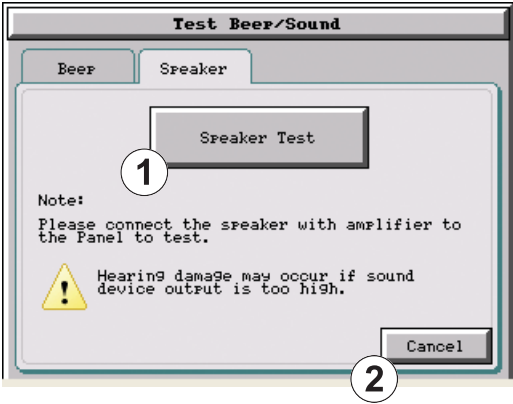 Test Beep/Sound
Beep
Speaker
Speaker Test
1
Note:
Please connect the speaker with amplifier to
the Panel to test.
Hearing damage may occur if sound
device output is too high.
Cancel
2